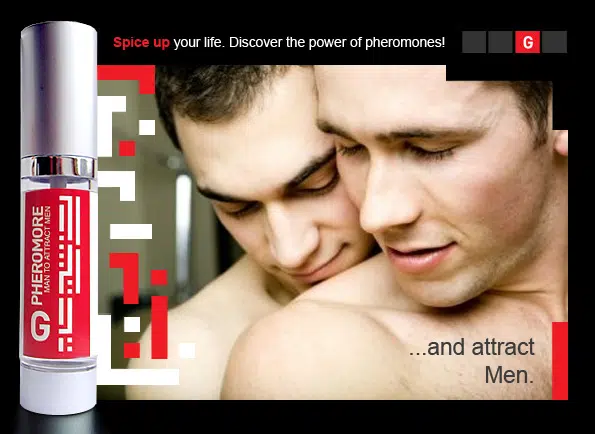 Spice up your life. Discover the power of pheromones!
G
G PHEROMORE
MAN TO ATTRACT MEN
...and attract
Men.